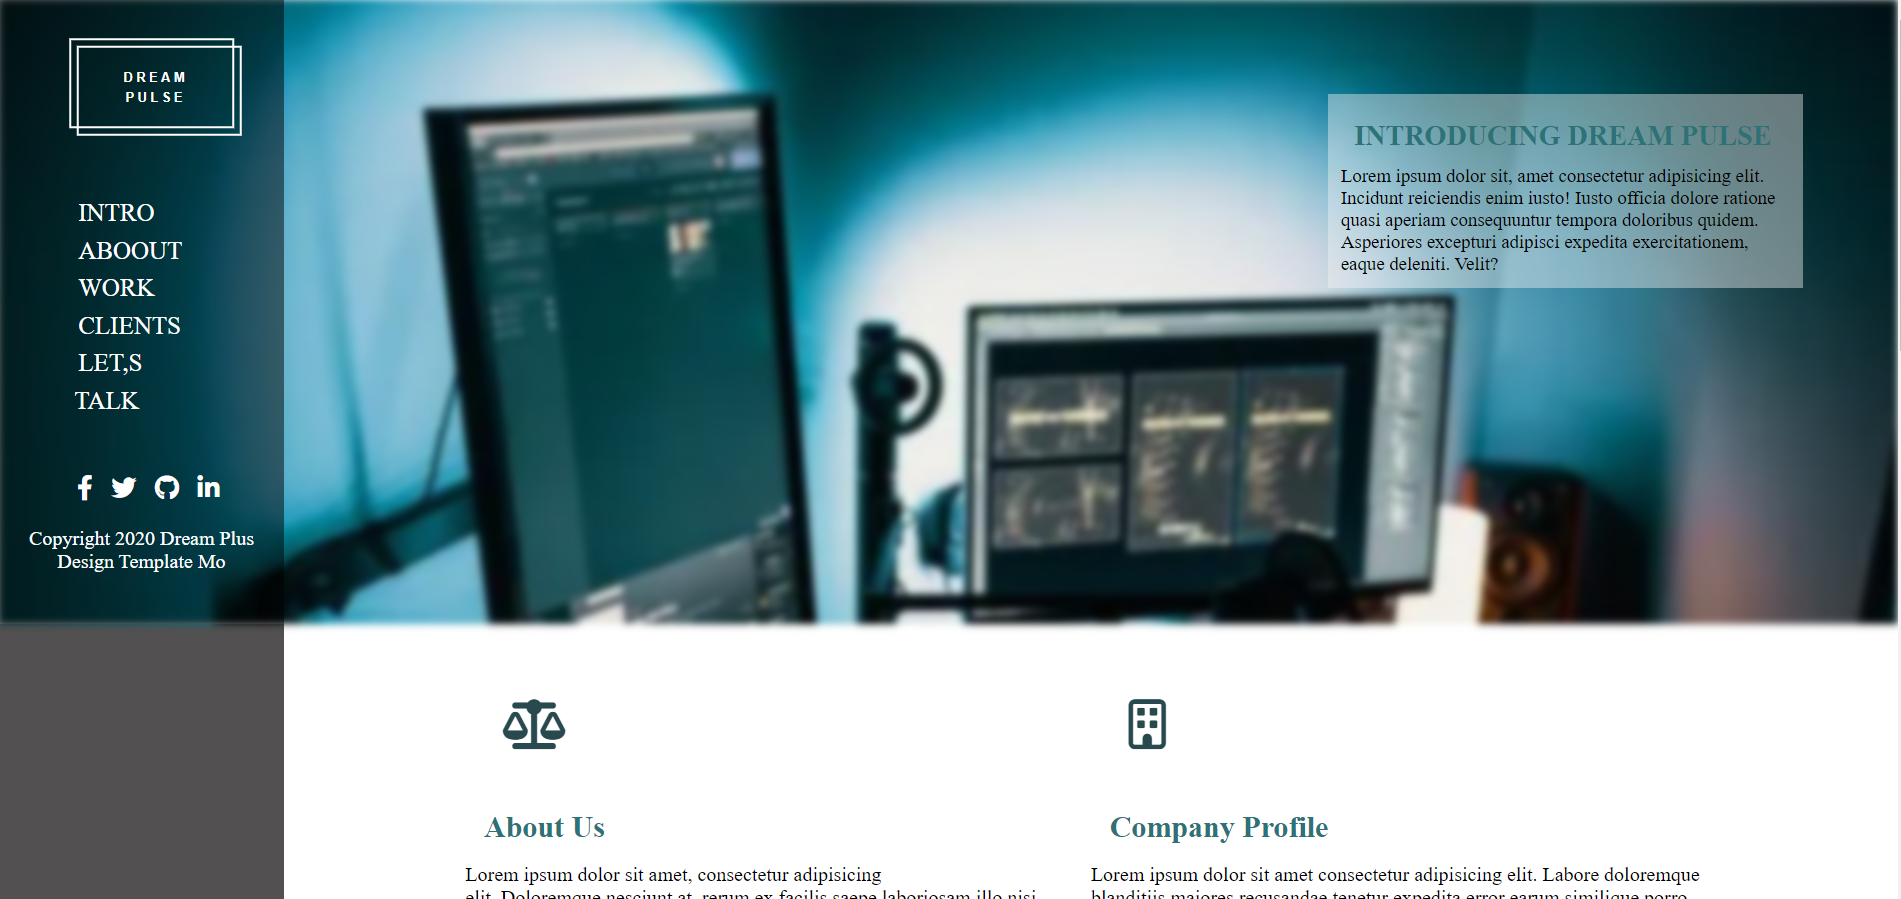 DREAM
PULSE
INTRO
ABOOUT
WORK
CLIENTS
LET,S
TALK
Copyright 2020 Dream Plus
Design Template Mo
INTRODUCING DREAM PULSE
Lorem ipsum dolor sit, amet consectetur adipisicing elit.
Incidunt reiciendis enim iusto! Iusto officia dolore ratione
quasi aperiam consequuntur tempora doloribus quidem.
Asperiores excepturi adipisci expedita exercitationem,
eaque deleniti. Velit?
About Us
Lorem ipsum dolor sit amet, consectetur adipisicing
elit. Doloremque nesciunt at, rerum ex facilis saepe laboriosam illo nisi
Company Profile
Lorem ipsum dolor sit amet consectetur adipisicing elit. Labore doloremque
blanditiis maiores recusandae tenetur expedita error earum similique porro